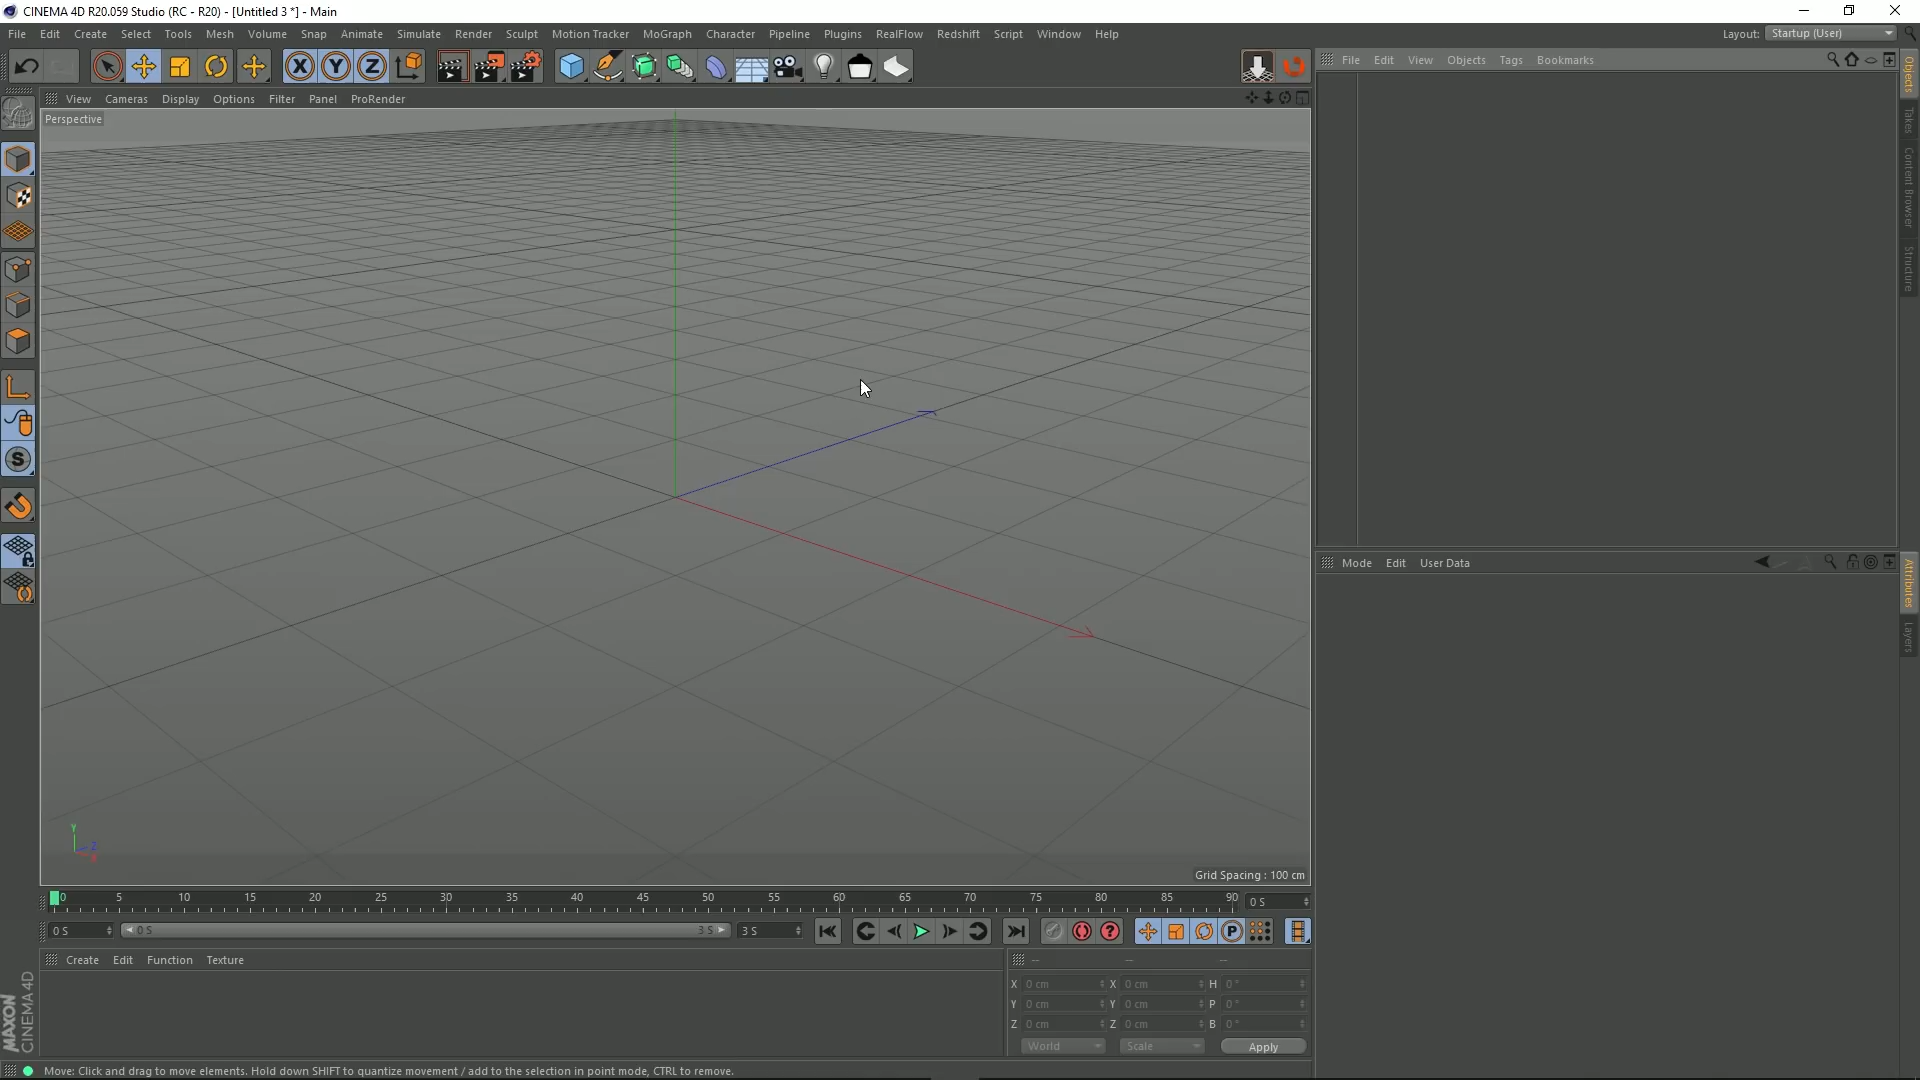 CINEMA 4D R20.059 Studio (RC - R20) - [Untitled 3 *] - Main
File Edit Create Select Tools Mesh Volume Snap Animate Simulate Render Sculpt Motion Tracker MoGraph Character Pipeline Plugins RealFlow Redshift Script Window Help
Layout: Startup (User)
X Y Z
File Edit View Objects Tags Bookmarks
View Cameras Display Options Filter Panel ProRender
Perspective
Objects
Takes
Content Browser
Structure
S
Mode Edit User Data
Attributes
Layers
Y
Z
X
Grid Spacing : 100 cm
0 5 10 15 20 25 30 35 40 45 50 55 60 65 70 75 80 85 90
0 S
0 S 0 S 3 S 3 S
P
Create Edit Function Texture
-- -- --
X 0 cm X 0 cm H 0 °
Y 0 cm Y 0 cm P 0 °
Z 0 cm Z 0 cm B 0 °
World Scale Apply
MAXON
CINEMA 4D
Move: Click and drag to move elements. Hold down SHIFT to quantize movement / add to the selection in point mode, CTRL to remove.